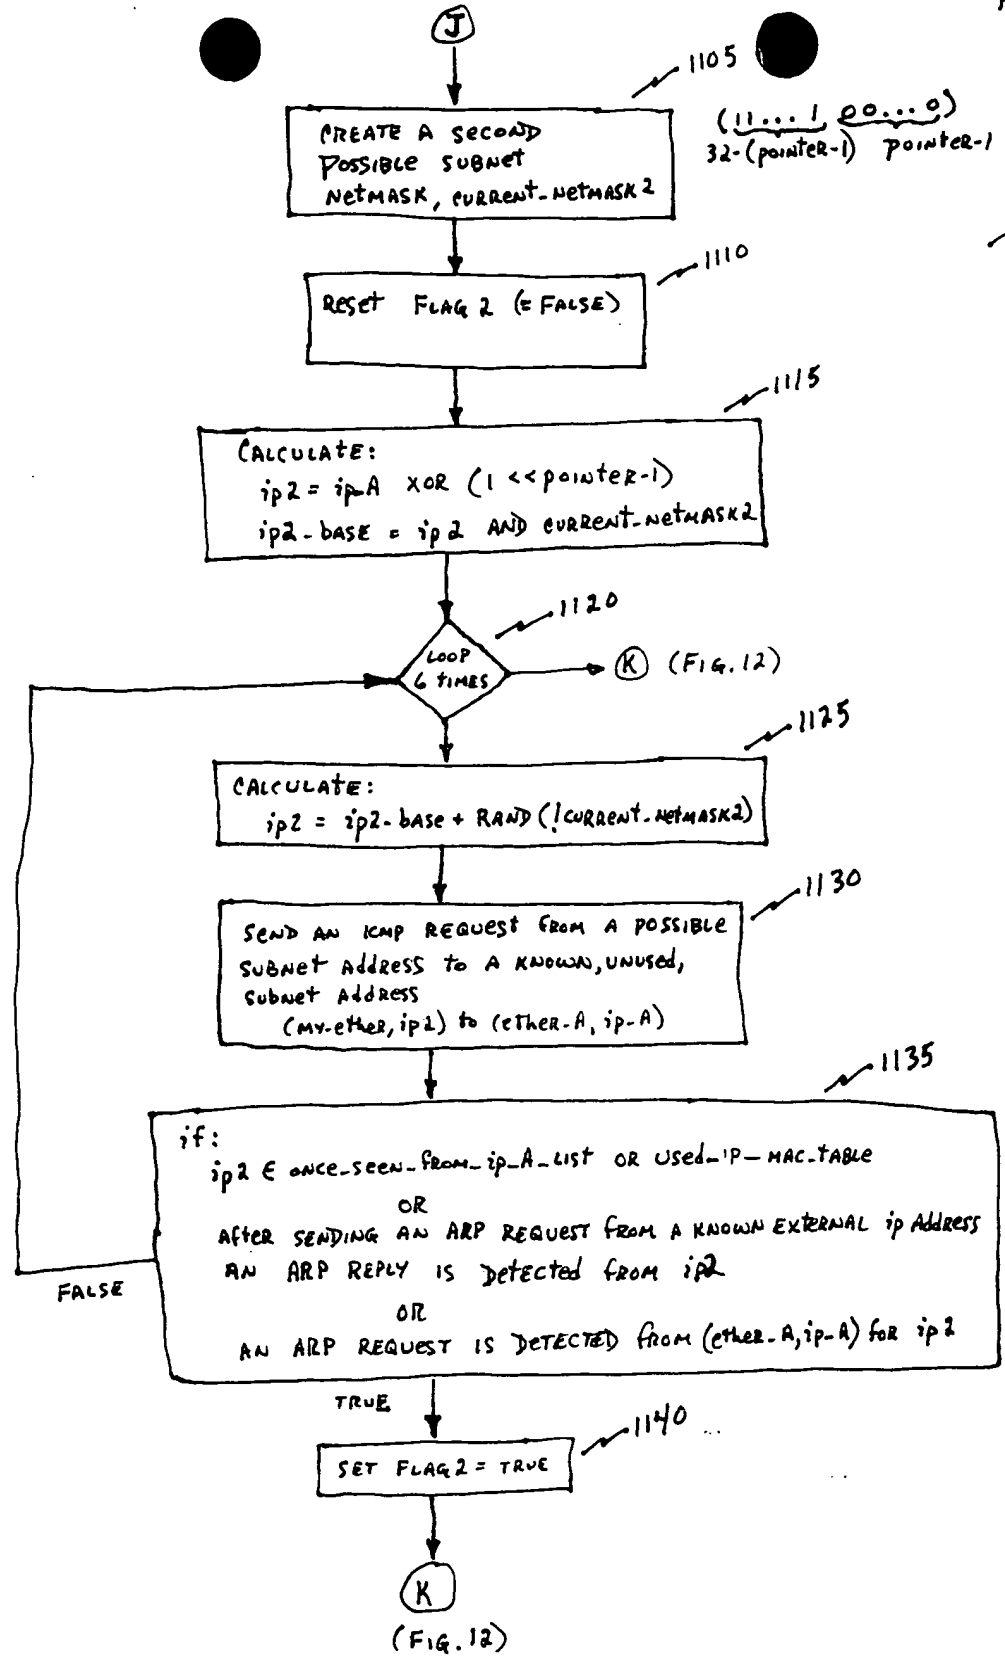 J
1105
CREATE A SECOND
POSSIBLE SUBNET
NETMASK, CURRENT_NETMASK2
(11...1 00...0)
32-(POINTER-1) POINTER-1
1110
RESET FLAG 2 (= FALSE)
1115
CALCULATE:
ip2 = ip_A XOR (1 << POINTER-1)
ip2_BASE = ip2 AND CURRENT_NETMASK2
1120
LOOP
6 TIMES
K (FIG. 12)
1125
CALCULATE:
ip2 = ip2-base + RAND (!CURRENT_NETMASK2)
1130
SEND AN ICMP REQUEST FROM A POSSIBLE
SUBNET ADDRESS TO A KNOWN, UNUSED,
SUBNET ADDRESS
(MY-ether, ip2) to (ether-A, ip-A)
1135
if:
ip2 ∈ ONCE_SEEN_FROM_ip_A_LIST OR USED_IP_MAC_TABLE
OR
AFTER SENDING AN ARP REQUEST FROM A KNOWN EXTERNAL ip ADDRESS
AN ARP REPLY IS DETECTED FROM ip2
OR
AN ARP REQUEST IS DETECTED FROM (ether-A, ip-A) for ip2
FALSE
TRUE
1140
SET FLAG2 = TRUE
K
(FIG. 12)